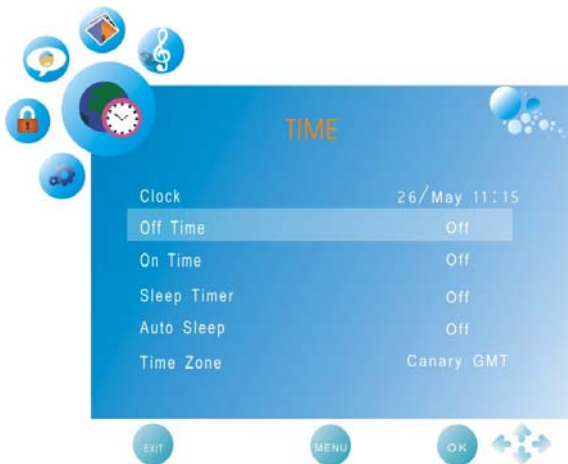 TIME
Clock 26/May 11:15
Off Time Off
On Time Off
Sleep Timer Off
Auto Sleep Off
Time Zone Canary GMT
EXIT MENU OK